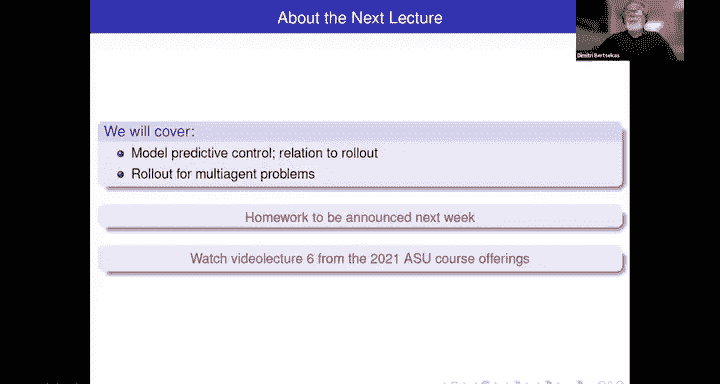 About the Next Lecture
Dimitri Bertsekas
We will cover:
Model predictive control; relation to rollout
Rollout for multiagent problems
Homework to be announced next week
Watch videolecture 6 from the 2021 ASU course offerings